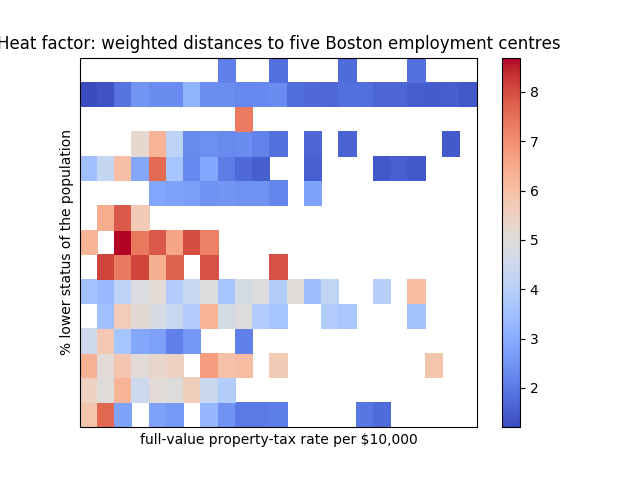 Heat factor: weighted distances to five Boston employment centres
% lower status of the population
full-value property-tax rate per $10,000
8
7
6
5
4
3
2